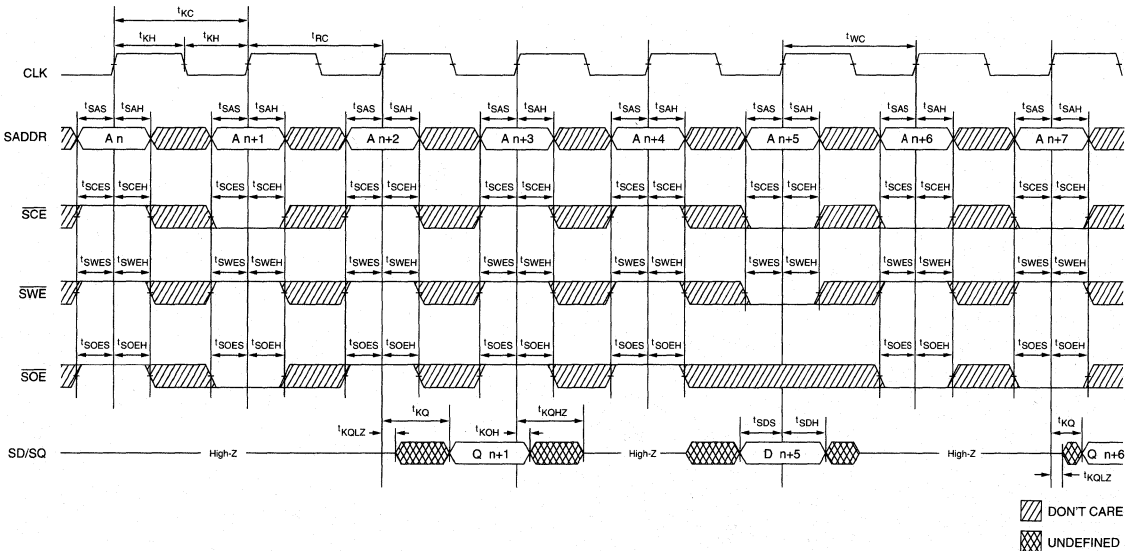 tKC
tKH tKH tRC tWC
CLK
tSAS tSAH tSAS tSAH tSAS tSAH tSAS tSAH tSAS tSAH tSAS tSAH tSAS tSAH tSAS tSAH
SADDR A n A n+1 A n+2 A n+3 A n+4 A n+5 A n+6 A n+7
tSCES tSCEH tSCES tSCEH tSCES tSCEH tSCES tSCEH tSCES tSCEH tSCES tSCEH tSCES tSCEH tSCES tSCEH
SCE
tSWES tSWEH tSWES tSWEH tSWES tSWEH tSWES tSWEH tSWES tSWEH tSWES tSWEH tSWES tSWEH tSWES tSWEH
SWE
tSOES tSOEH tSOES tSOEH tSOES tSOEH tSOES tSOEH tSOES tSOEH tSOES tSOEH tSOES tSOEH
SOE
tKQ tKQHZ tSDS tSDH tKQ
tKQLZ tKOH
SD/SQ High-Z Q n+1 High-Z D n+5 High-Z Q n+6
tKQLZ
DON'T CARE
UNDEFINED